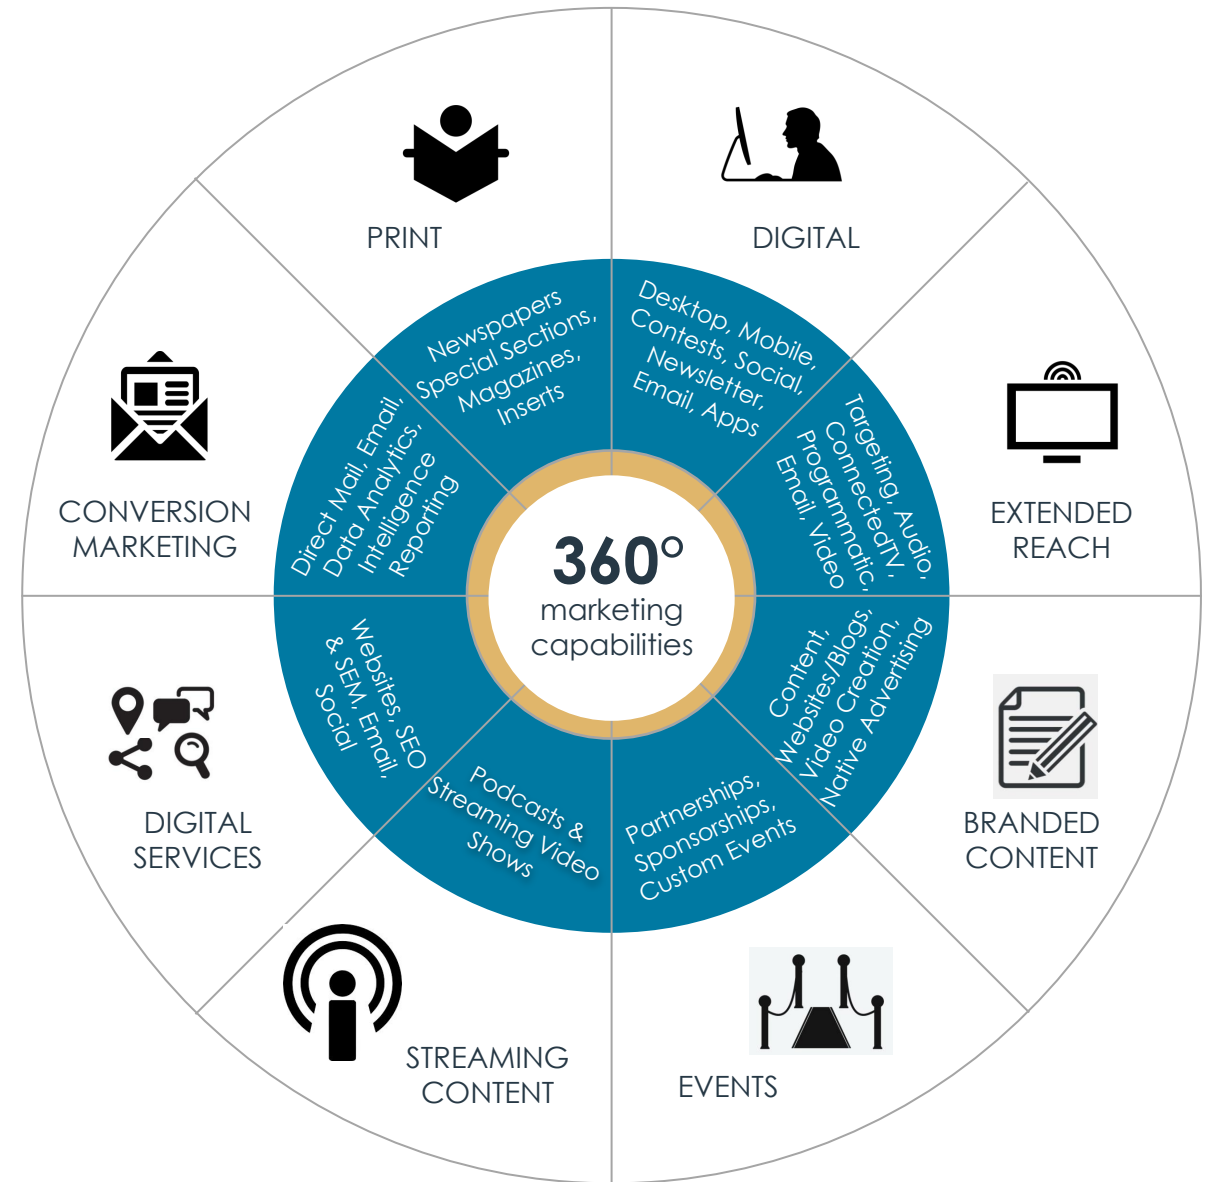 PRINT
Newspapers
Special Sections,
Magazines,
Inserts
DIGITAL
Desktop, Mobile,
Contests, Social,
Newsletter,
Email, Apps
EXTENDED
REACH
Targeting, Audio,
ConnectedTV,
Programmatic,
Email, Video
BRANDED
CONTENT
Content,
Websites/Blogs,
Video Creation,
Native Advertising
EVENTS
Partnerships,
Sponsorships,
Custom Events
STREAMING
CONTENT
Podcasts &
Streaming Video
Shows
DIGITAL
SERVICES
Websites, SEO
& SEM, Email,
Social
CONVERSION
MARKETING
Direct Mail, Email,
Data Analytics,
Intelligence
Reporting
360°
marketing
capabilities